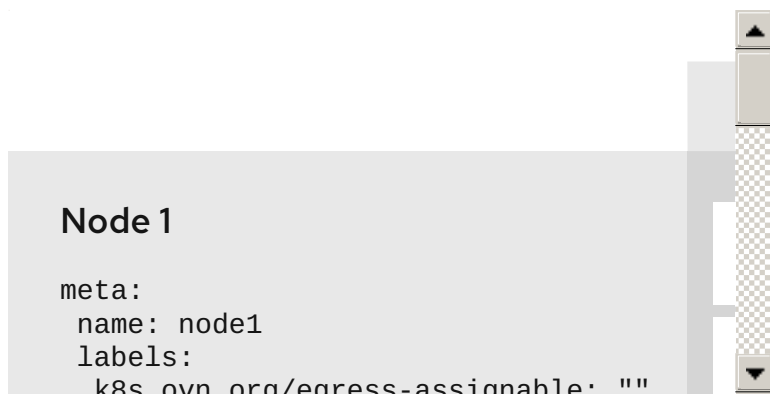 Node 1
meta:
 name: node1
 labels:
  k8s.ovn.org/egress-assignable: ""